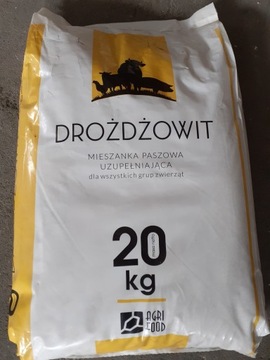 DROŻDŻOWIT
MIESZANKA PASZOWA
UZUPEŁNIAJĄCA
dla wszystkich grup zwierząt
20
kg
AGRI
FOOD